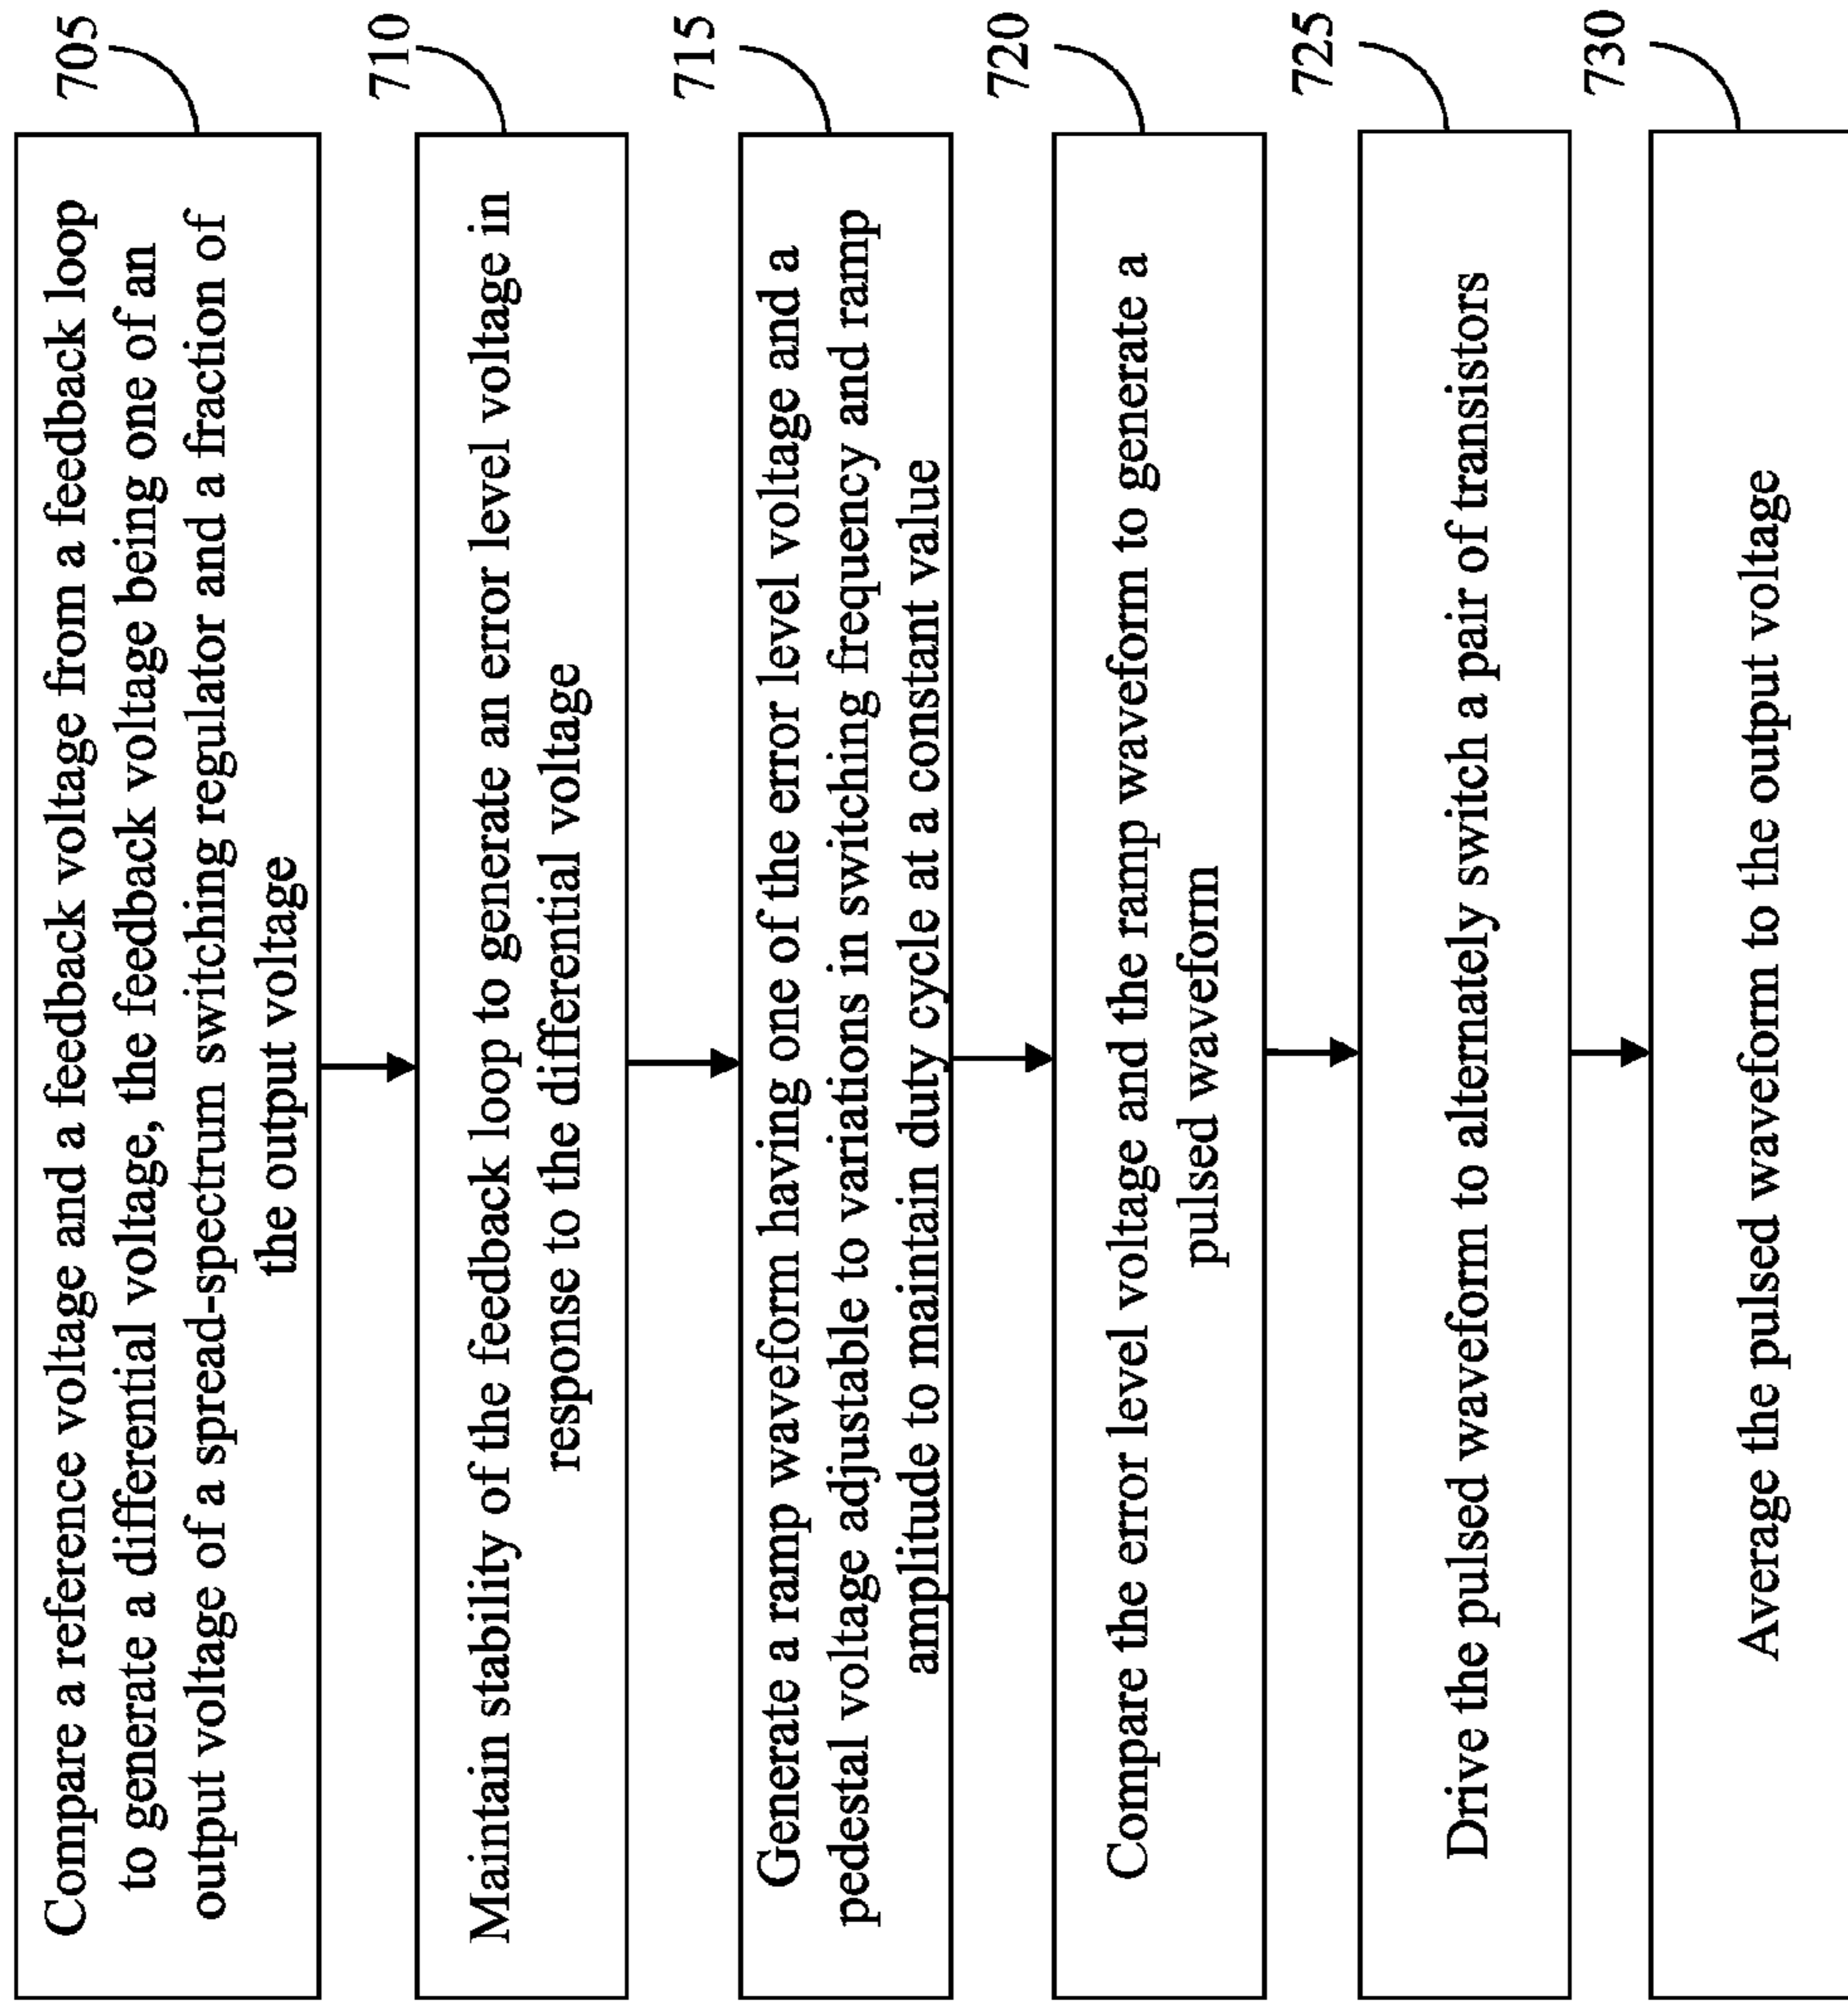 705
Compare a reference voltage and a feedback voltage from a feedback loop
to generate a differential voltage, the feedback voltage being one of an
output voltage of a spread-spectrum switching regulator and a fraction of
the output voltage
710
Maintain stability of the feedback loop to generate an error level voltage in
response to the differential voltage
715
Generate a ramp waveform having one of the error level voltage and a
pedestal voltage adjustable to variations in switching frequency and ramp
amplitude to maintain duty cycle at a constant value
720
Compare the error level voltage and the ramp waveform to generate a
pulsed waveform
725
Drive the pulsed waveform to alternately switch a pair of transistors
730
Average the pulsed waveform to the output voltage